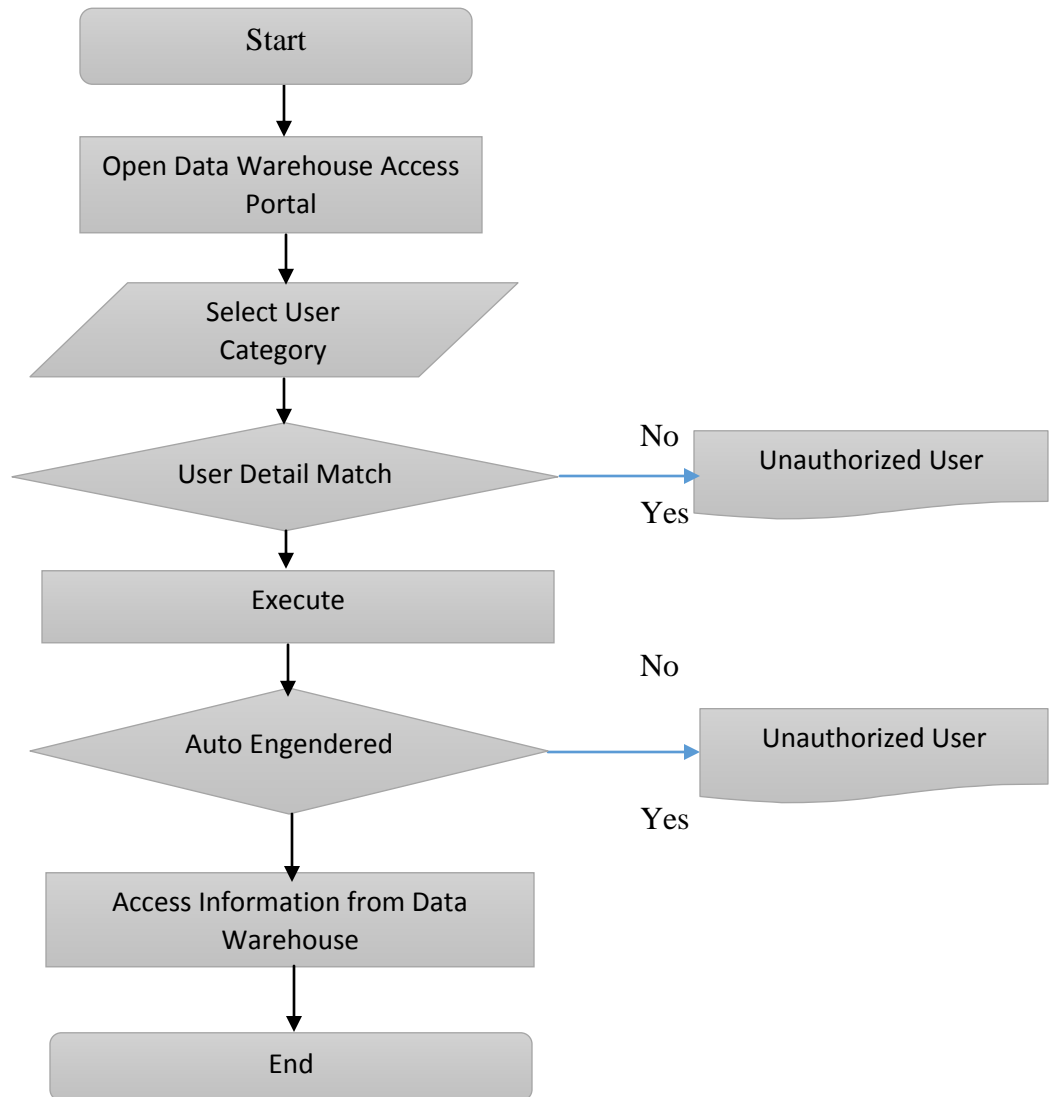 Start
Open Data Warehouse Access
Portal
Select User
Category
User Detail Match
No
Yes
Unauthorized User
Execute
Auto Engendered
No
Yes
Unauthorized User
Access Information from Data
Warehouse
End